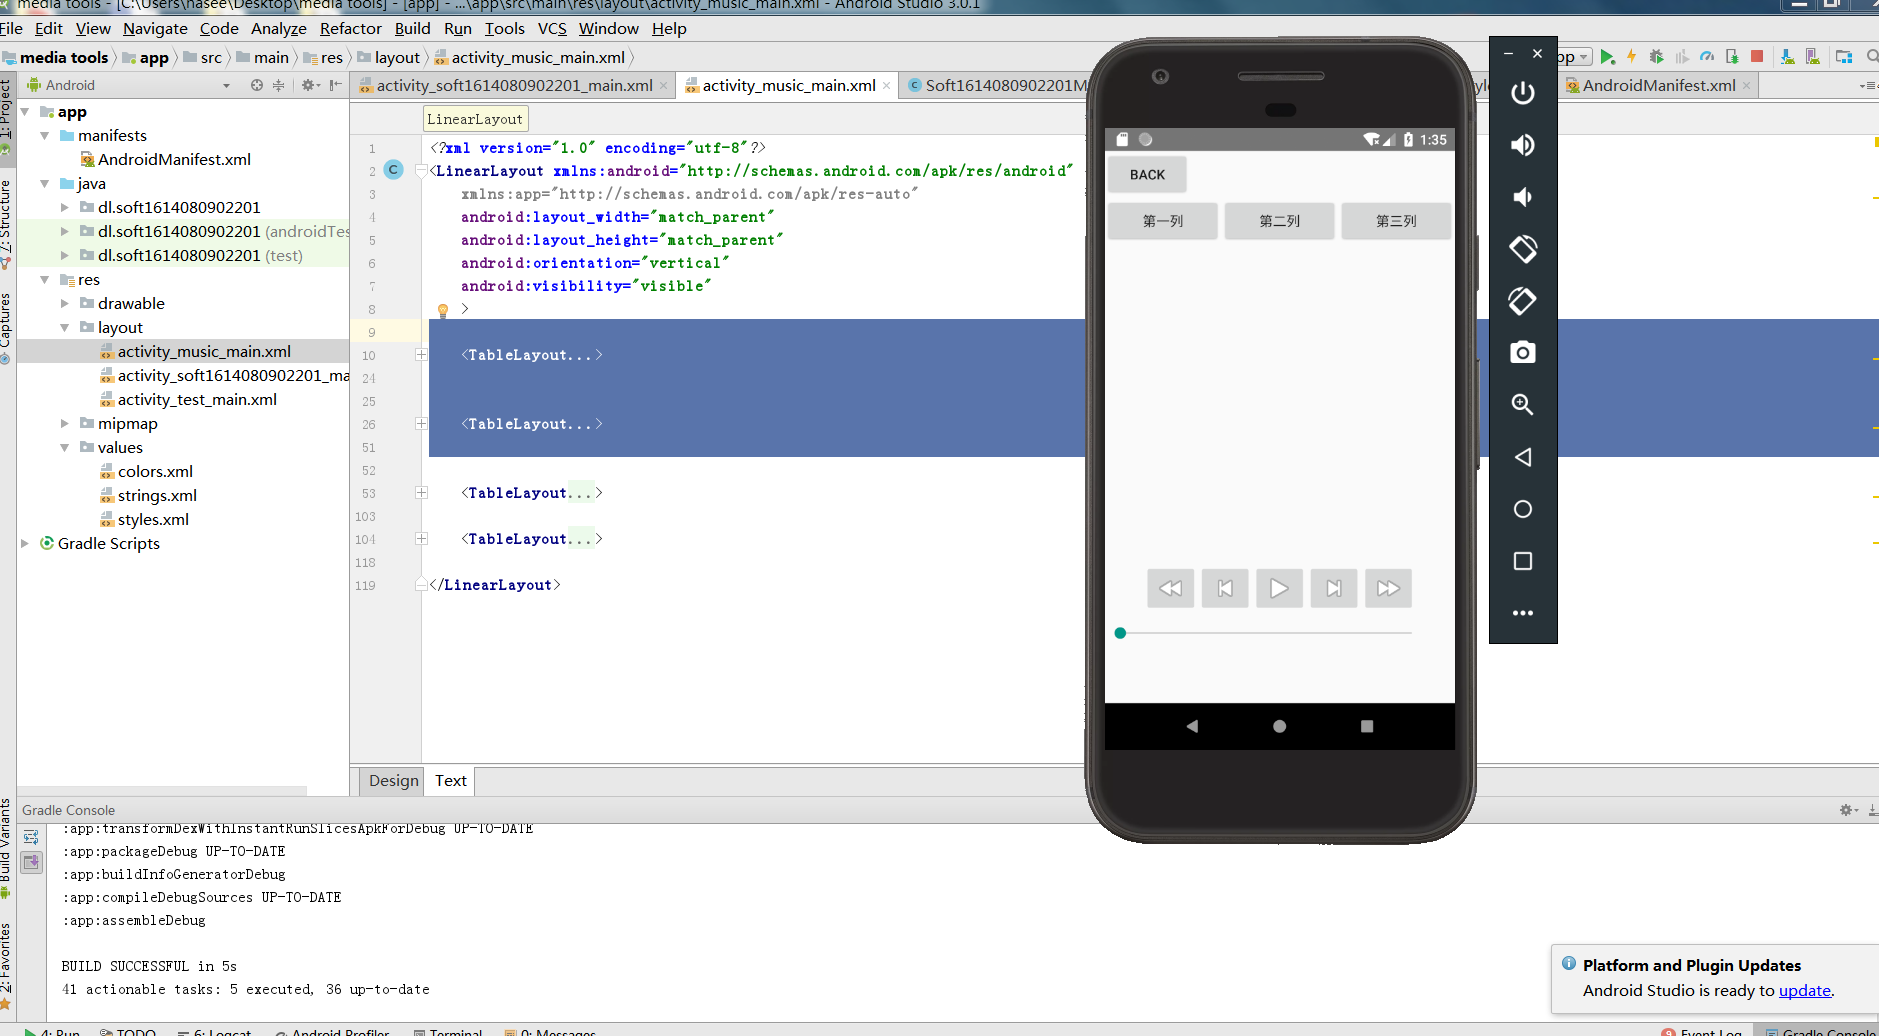 media tools - [C:\Users\nasee\Desktop\media tools] - [app] - ...\app\src\main\res\layout\activity_music_main.xml - Android Studio 3.0.1
File Edit View Navigate Code Analyze Refactor Build Run Tools VCS Window Help
media tools app src main res layout activity_music_main.xml
Android
activity_soft1614080902201_main.xml activity_music_main.xml Soft1614080902201M AndroidManifest.xml
1: Project
7: Structure
Captures
Build Variants
2: Favorites
app
manifests
AndroidManifest.xml
java
dl.soft1614080902201
dl.soft1614080902201 (androidTes
dl.soft1614080902201 (test)
res
drawable
layout
activity_music_main.xml
activity_soft1614080902201_ma
activity_test_main.xml
mipmap
values
colors.xml
strings.xml
styles.xml
Gradle Scripts
LinearLayout
1 <?xml version="1.0" encoding="utf-8"?>
2 C <LinearLayout xmlns:android="http://schemas.android.com/apk/res/android"
3 xmlns:app="http://schemas.android.com/apk/res-auto"
4 android:layout_width="match_parent"
5 android:layout_height="match_parent"
6 android:orientation="vertical"
7 android:visibility="visible"
8 >
9
10 <TableLayout...>
24
25
26 <TableLayout...>
51
52
53 <TableLayout...>
103
104 <TableLayout...>
118
119 </LinearLayout>
Design Text
1:35
BACK
第一列 第二列 第三列
Gradle Console
:app:transformDexWithInstantRunSlicesApkForDebug UP-TO-DATE
:app:packageDebug UP-TO-DATE
:app:buildInfoGeneratorDebug
:app:compileDebugSources UP-TO-DATE
:app:assembleDebug
BUILD SUCCESSFUL in 5s
41 actionable tasks: 5 executed, 36 up-to-date
Platform and Plugin Updates
Android Studio is ready to update.
4: Run TODO 6: Logcat Android Profiler Terminal 0: Messages Event Log Gradle Console